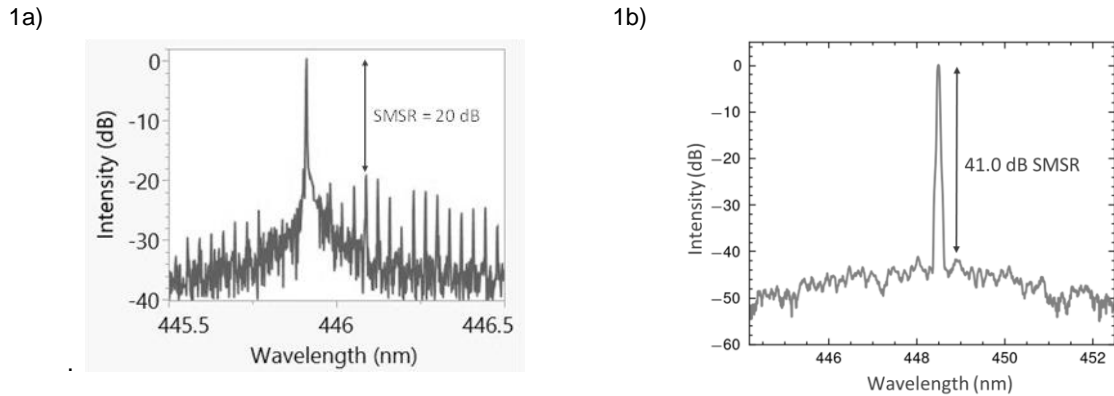 1a)
1b)
0
-10
-20
-30
-40
SMSR = 20 dB
Intensity (dB)
445.5
446
446.5
Wavelength (nm)
.
0
−10
−20
−30
−40
−50
−60
41.0 dB SMSR
Intensity (dB)
446
448
450
452
Wavelength (nm)